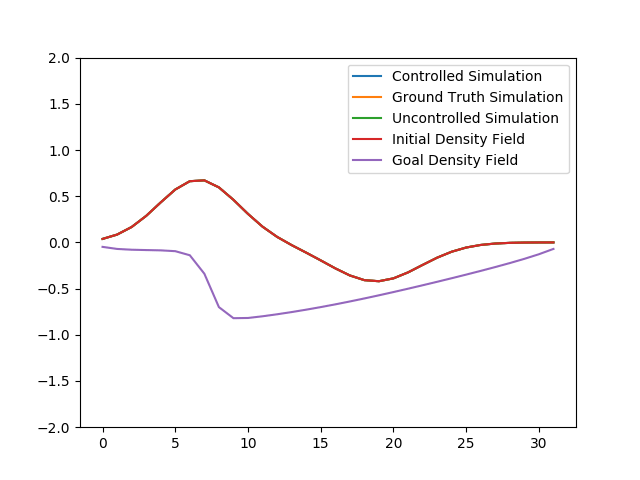 2.0
1.5
1.0
0.5
0.0
−0.5
−1.0
−1.5
−2.0
0 5 10 15 20 25 30
Controlled Simulation
Ground Truth Simulation
Uncontrolled Simulation
Initial Density Field
Goal Density Field